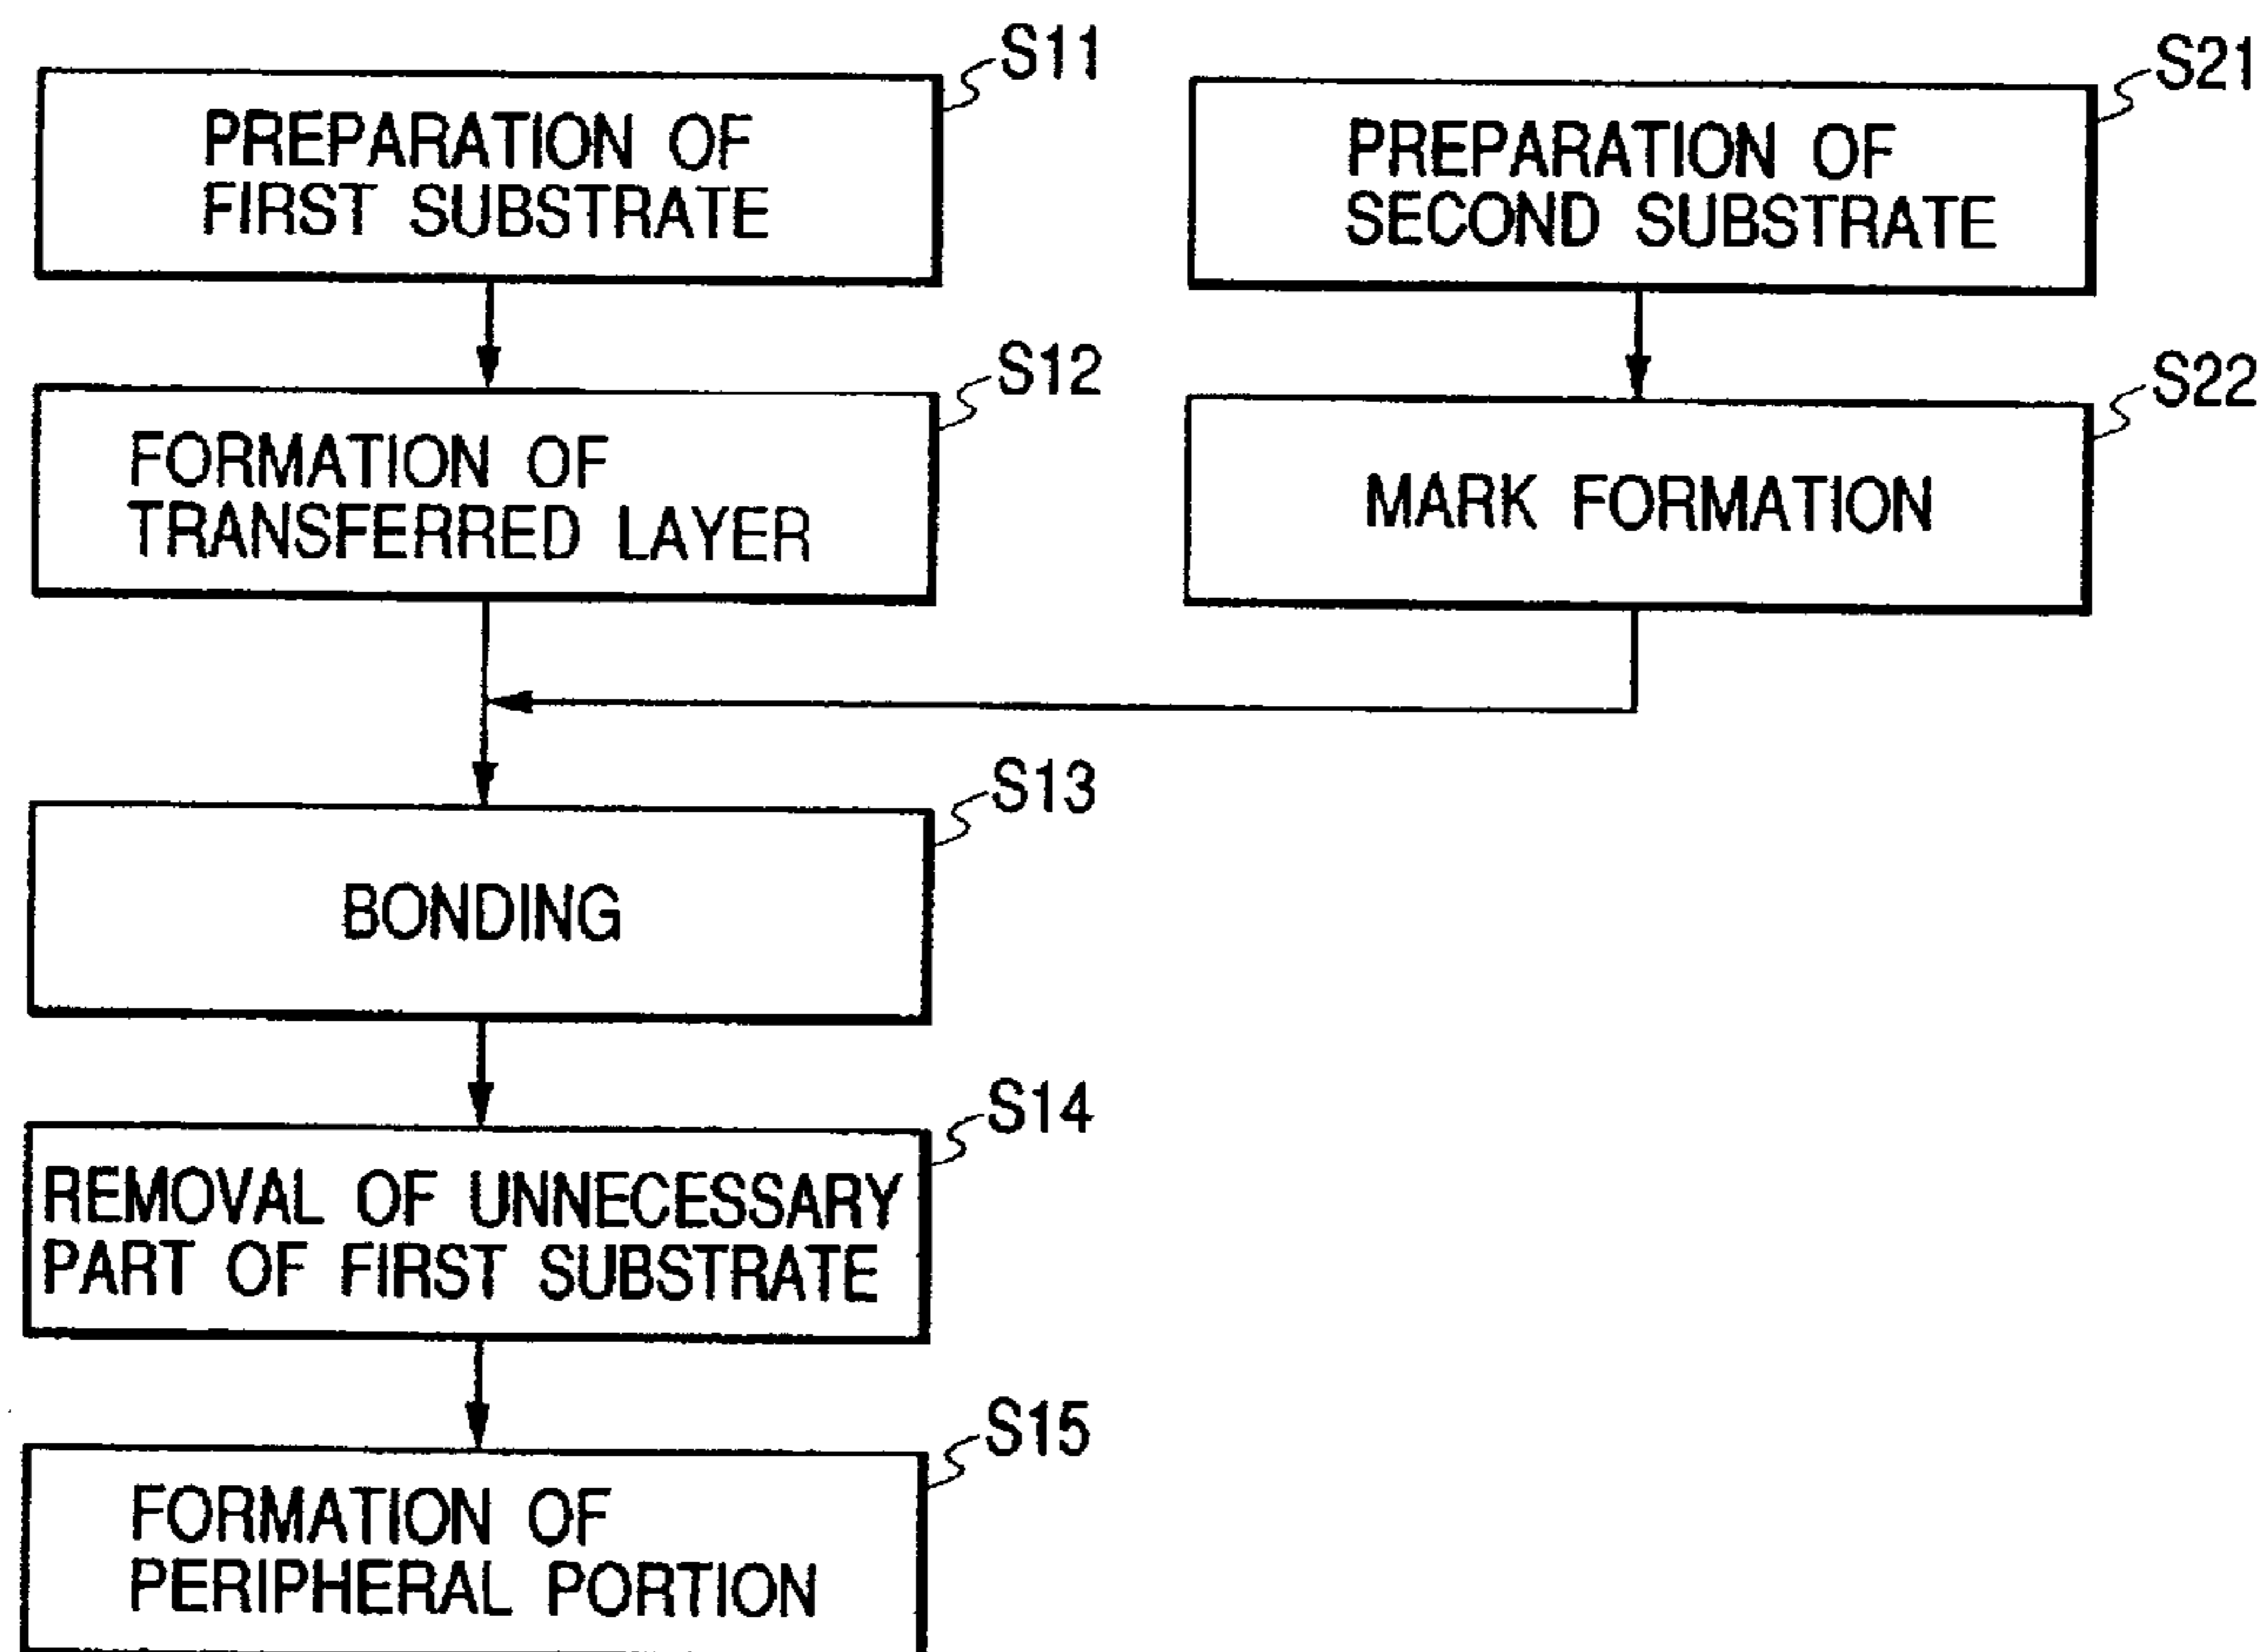 S11
PREPARATION OF
FIRST SUBSTRATE
S21
PREPARATION OF
SECOND SUBSTRATE
S12
FORMATION OF
TRANSFERRED LAYER
S22
MARK FORMATION
S13
BONDING
S14
REMOVAL OF UNNECESSARY
PART OF FIRST SUBSTRATE
S15
FORMATION OF
PERIPHERAL PORTION